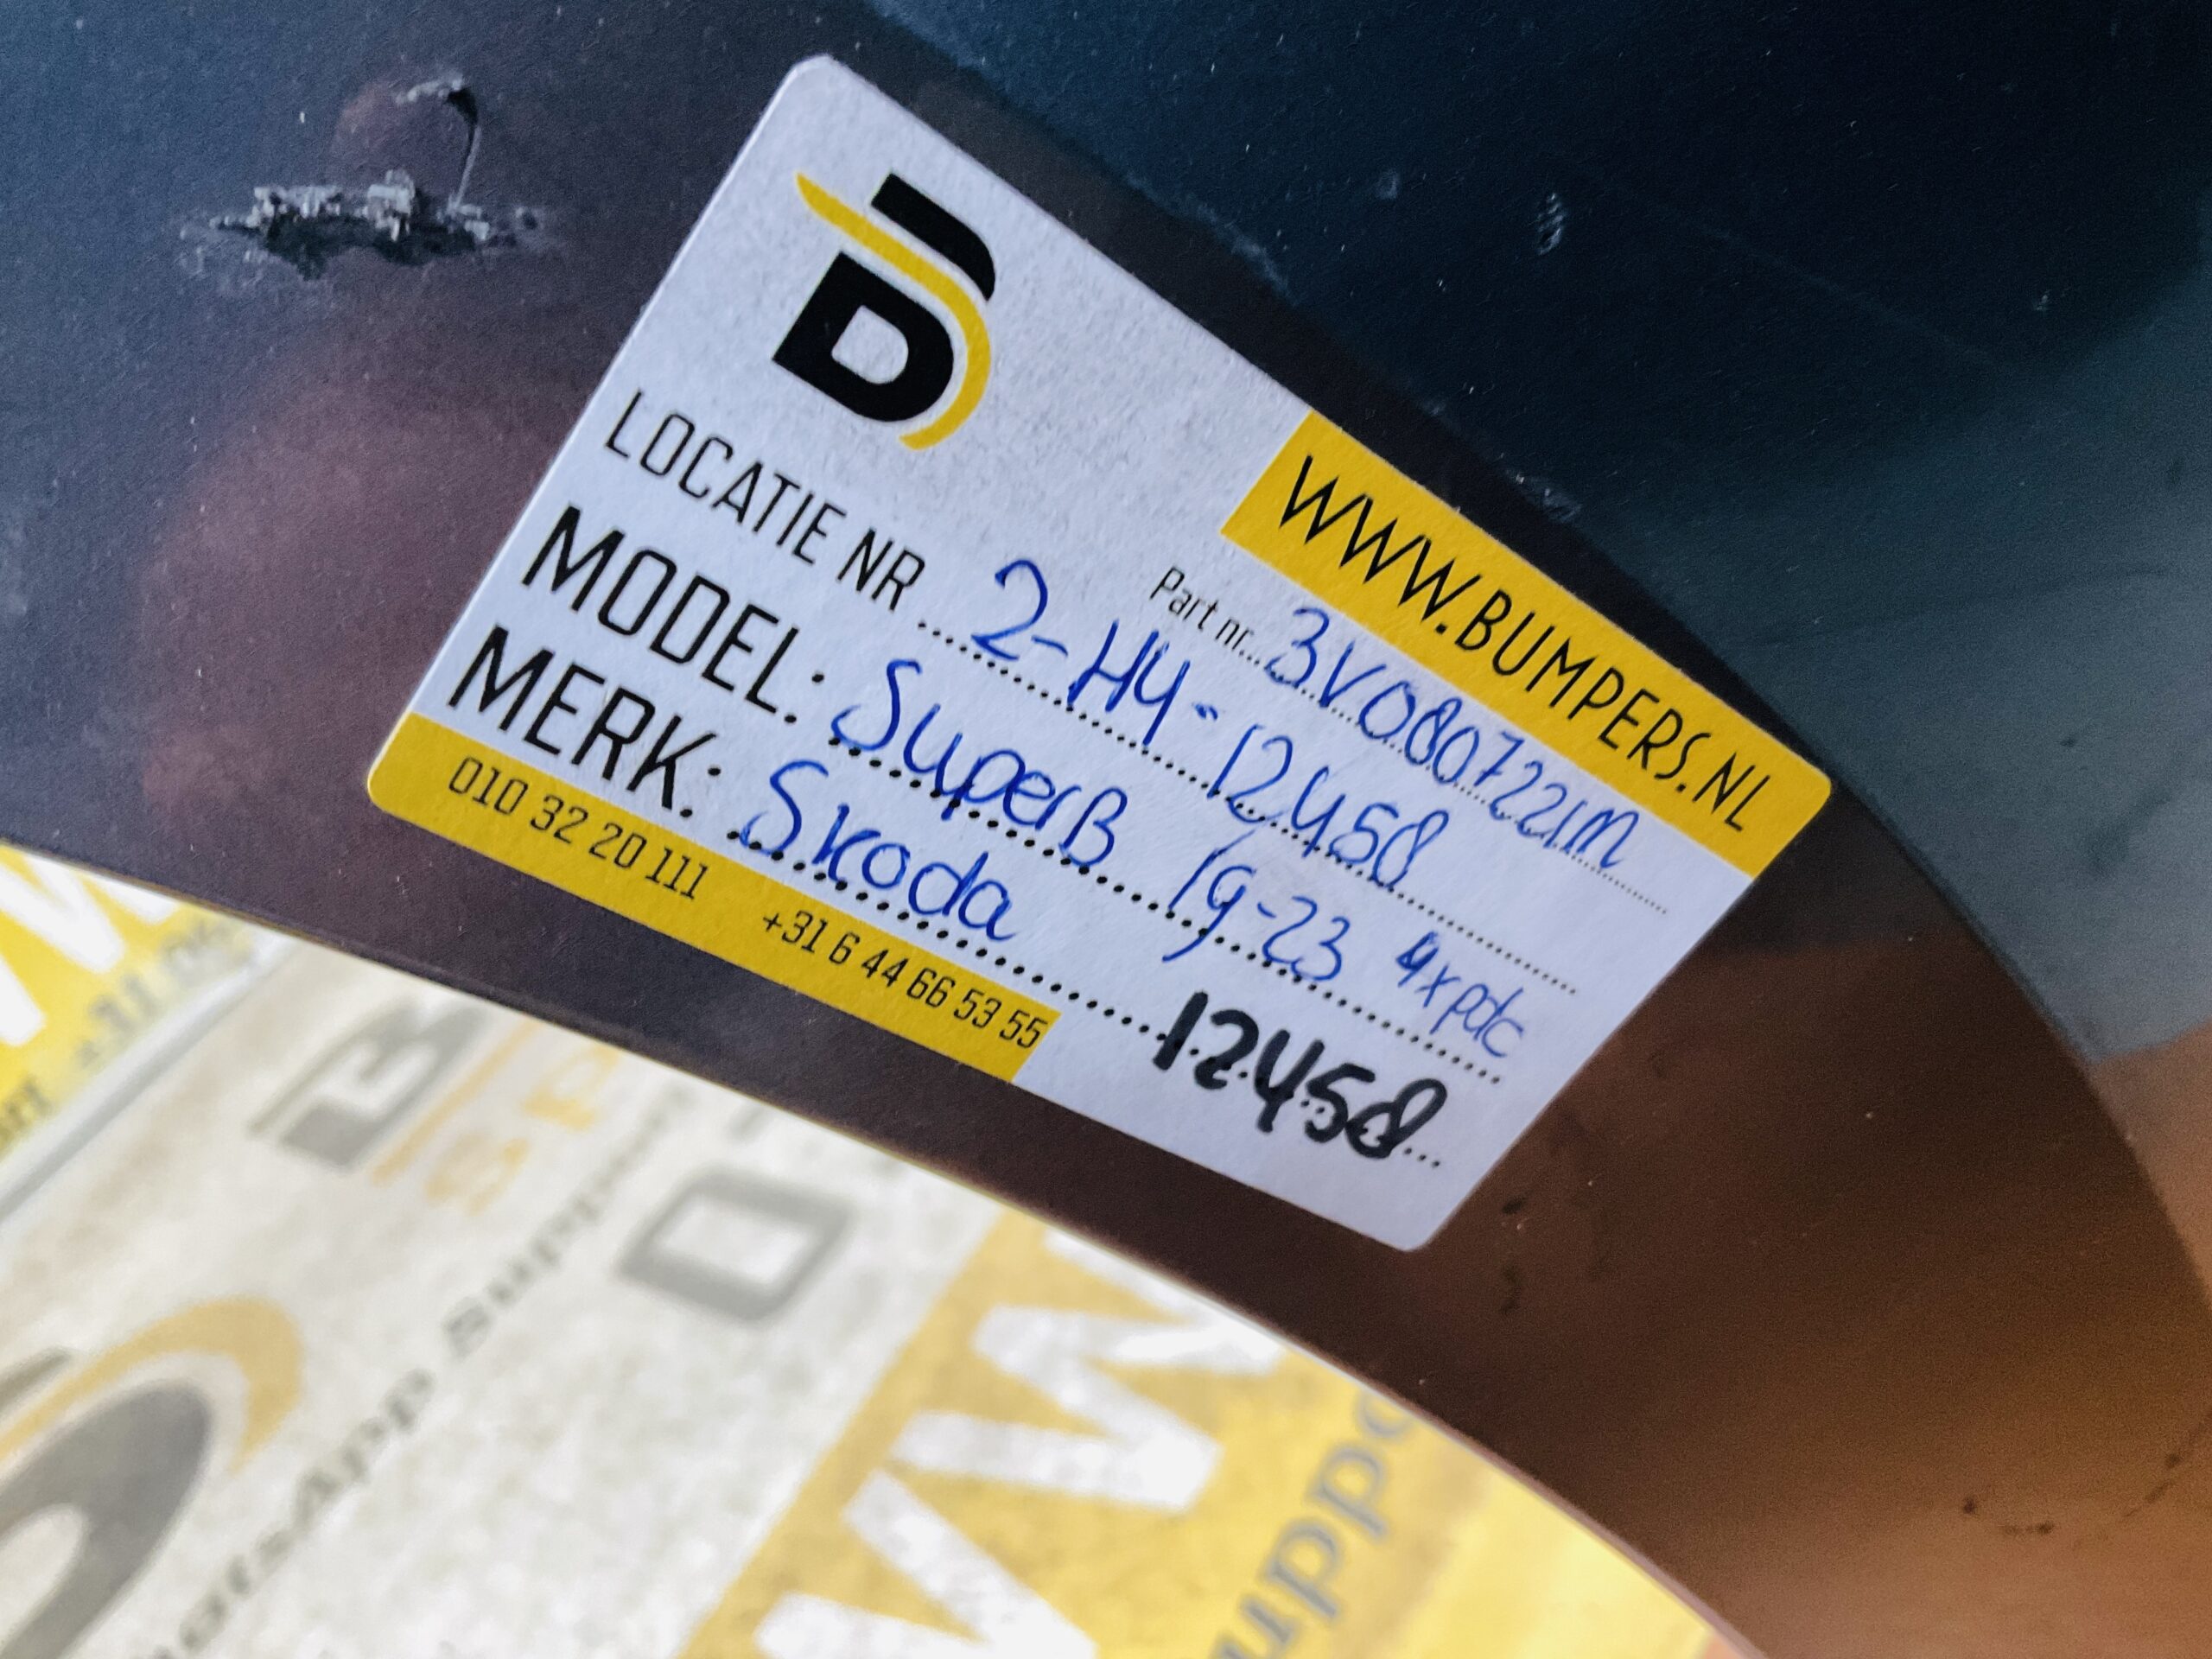 B
WWW.BUMPERS.NL
Part nr. 3V0807221M
LOCATIE NR 2-H4-12458
MODEL: SuperB 19-23 4xpdc
MERK: Skoda
12458
010 32 20 111 +31 6 44 66 53 55